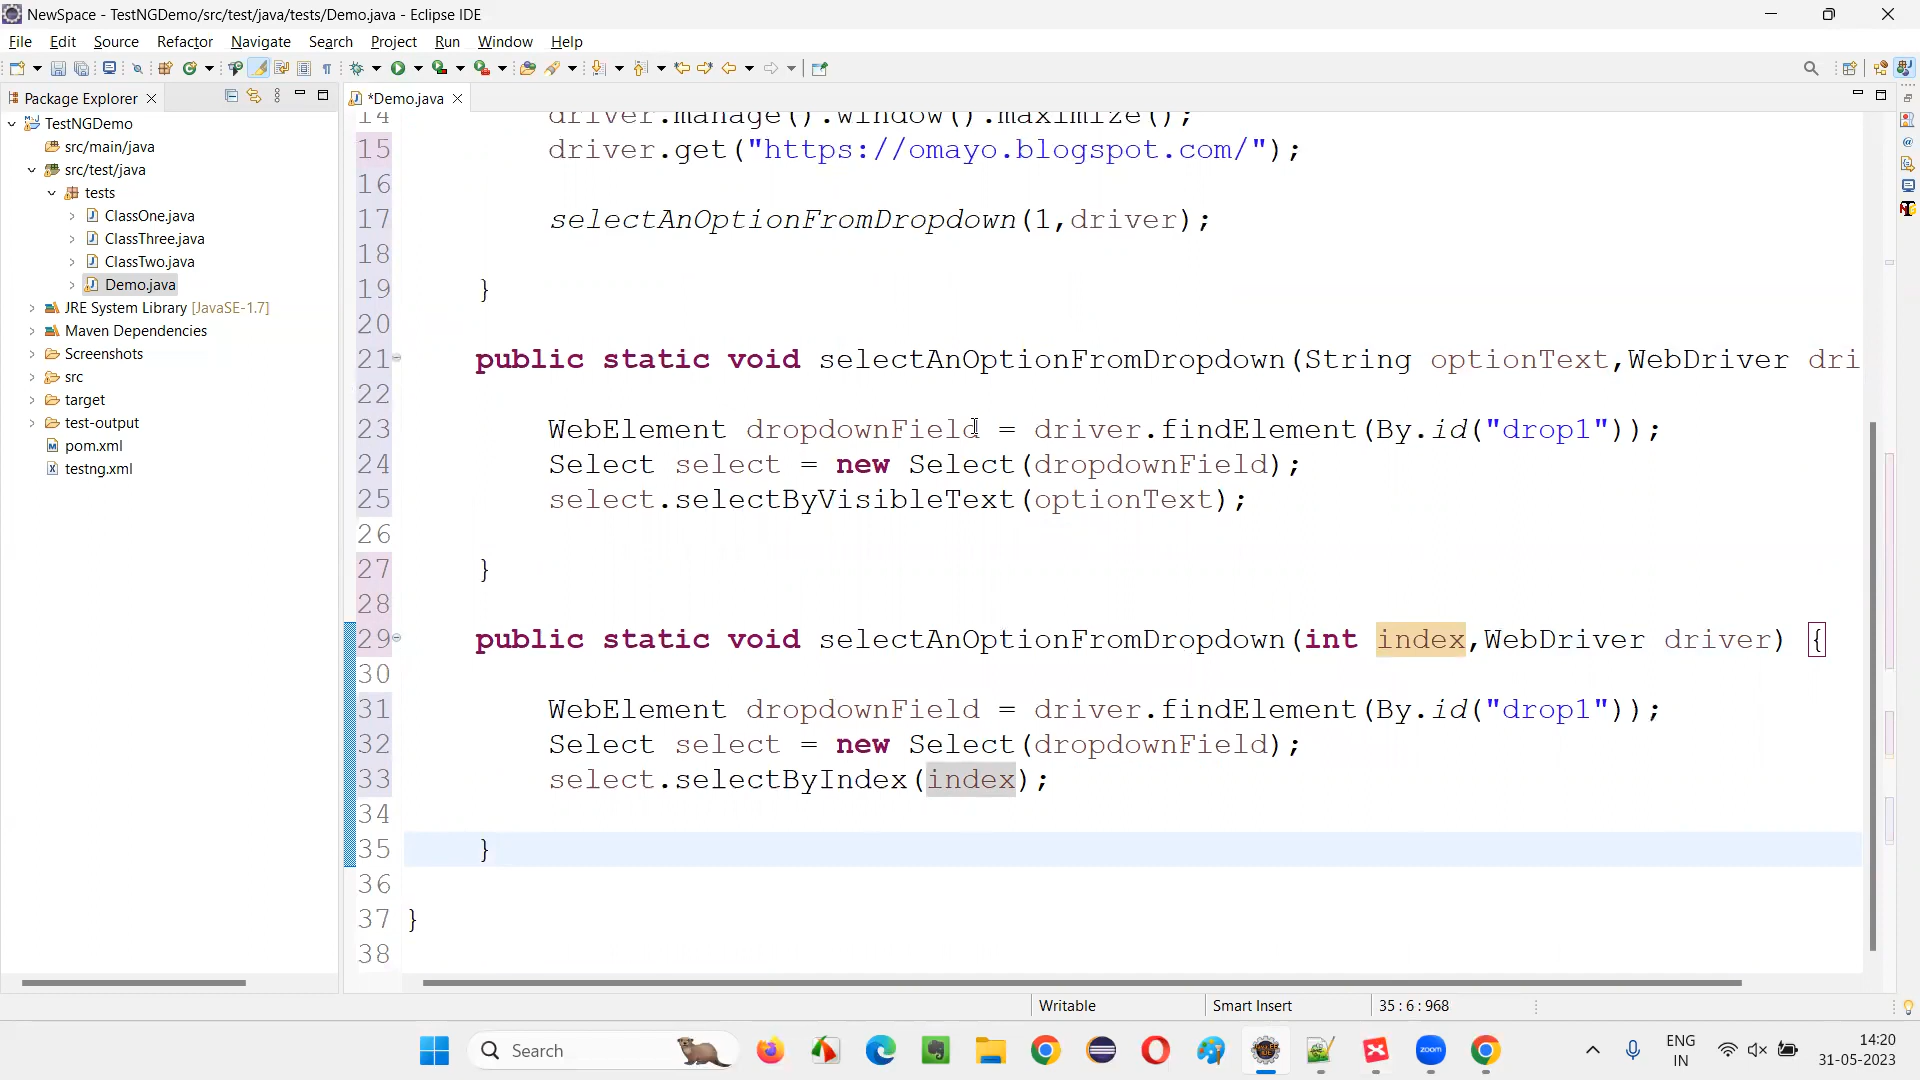 NewSpace - TestNGDemo/src/test/java/tests/Demo.java - Eclipse IDE
File Edit Source Refactor Navigate Search Project Run Window Help
Package Explorer
*Demo.java
TestNGDemo
src/main/java
src/test/java
tests
ClassOne.java
ClassThree.java
ClassTwo.java
Demo.java
JRE System Library [JavaSE-1.7]
Maven Dependencies
Screenshots
src
target
test-output
pom.xml
testng.xml
14 driver.manage().window().maximize();
15 driver.get("https://omayo.blogspot.com/");
16
17 selectAnOptionFromDropdown(1,driver);
18
19 }
20
21 public static void selectAnOptionFromDropdown(String optionText,WebDriver dri
22
23 WebElement dropdownField = driver.findElement(By.id("drop1"));
24 Select select = new Select(dropdownField);
25 select.selectByVisibleText(optionText);
26
27 }
28
29 public static void selectAnOptionFromDropdown(int index,WebDriver driver) {
30
31 WebElement dropdownField = driver.findElement(By.id("drop1"));
32 Select select = new Select(dropdownField);
33 select.selectByIndex(index);
34
35 }
36
37 }
38
Writable Smart Insert 35 : 6 : 968
Search
zoom
ENG
IN
14:20
31-05-2023